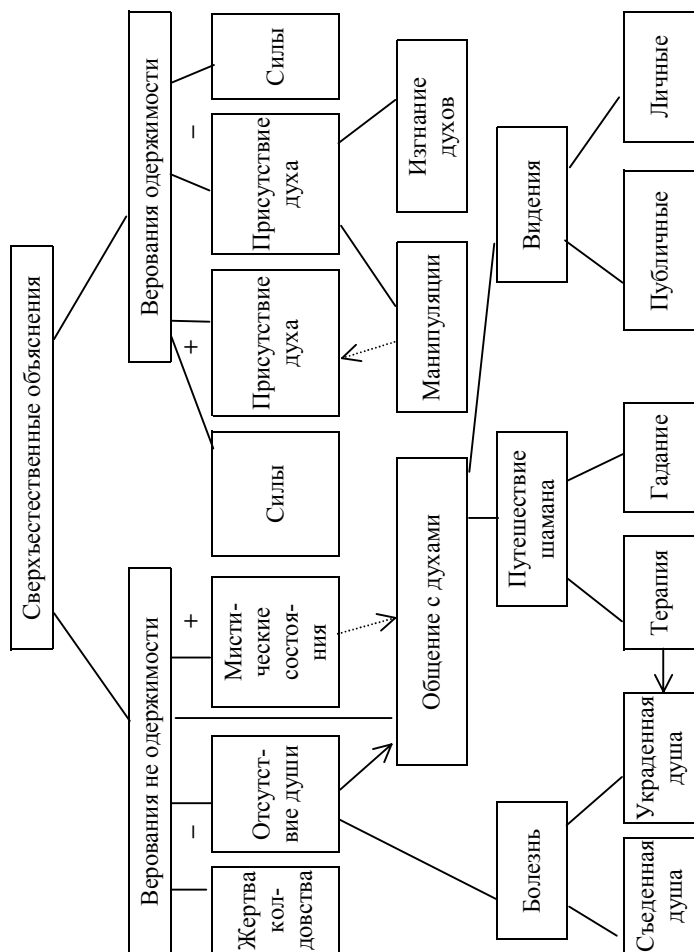 Сверхъестественные объяснения
Верования не одержимости
Верования одержимости
–
+
+
–
Жертва
кол-
довства
Отсутст-
вие души
Мисти-
ческие
состоя-
ния
Силы
Присутствие
духа
Присутствие
духа
Силы
Общение с духами
Манипуляции
Изгнание
духов
Болезнь
Путешествие
шамана
Видения
Съеденная
душа
Украденная
душа
Терапия
Гадание
Публичные
Личные